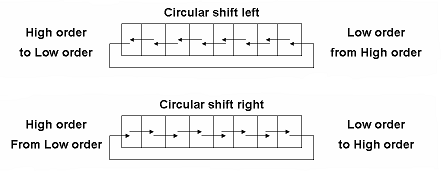 Circular shift left
High order
to Low order
Low order
from High order
Circular shift right
High order
From Low order
Low order
to High order